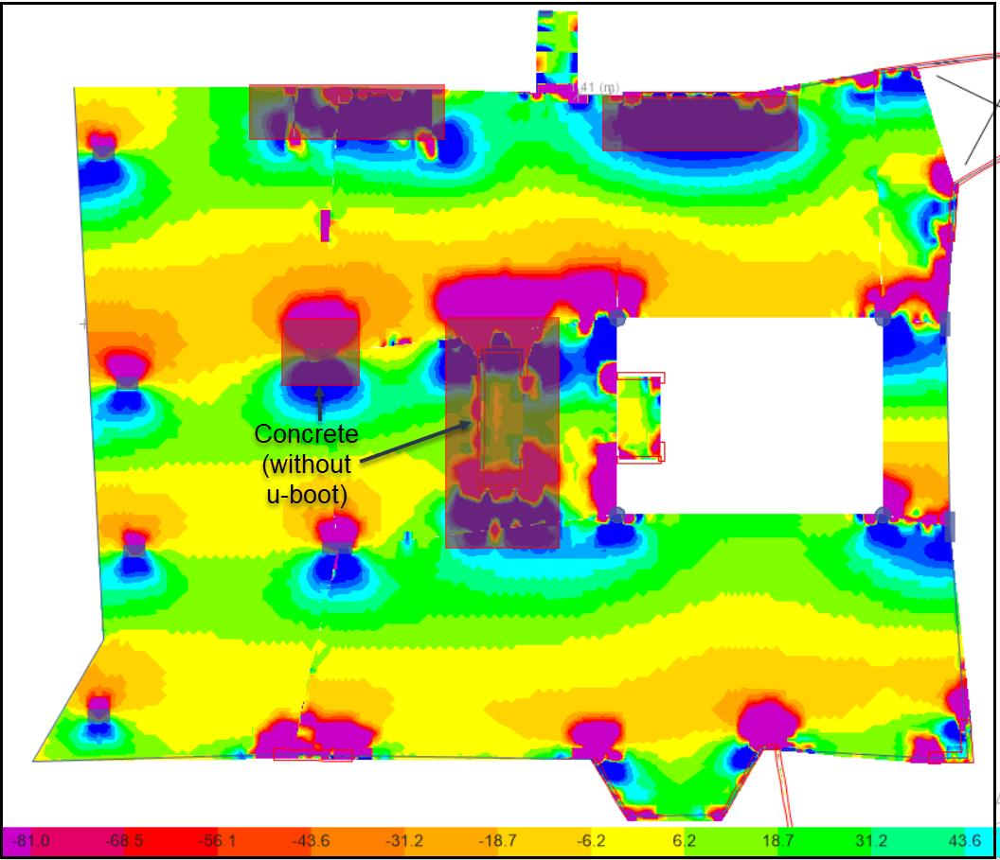 41 (m)
Concrete
(without
u-boot)
-81.0 -68.5 -56.1 -43.6 -31.2 -18.7 -6.2 6.2 18.7 31.2 43.6